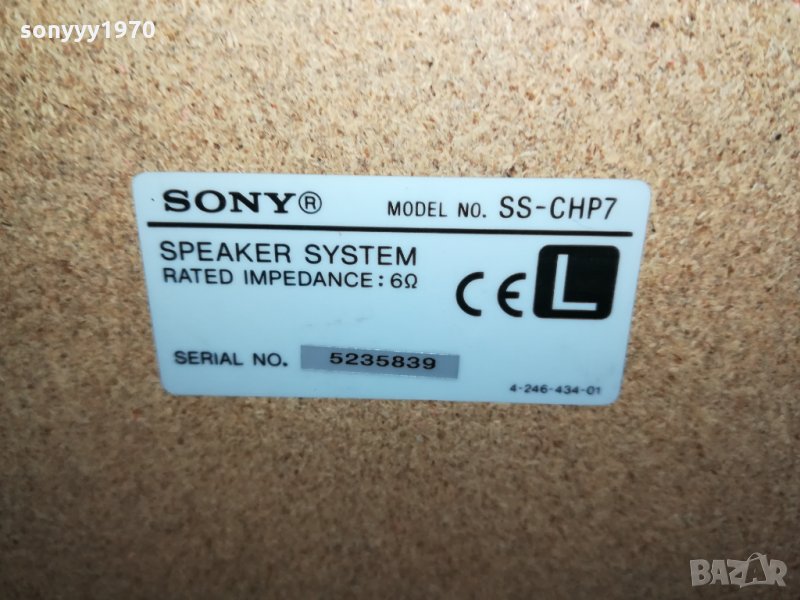 sonyyy1970
SONY® MODEL NO. SS-CHP7
SPEAKER SYSTEM
RATED IMPEDANCE: 6Ω
CE L
SERIAL NO. 5235839
4-246-434-01
BAZAR